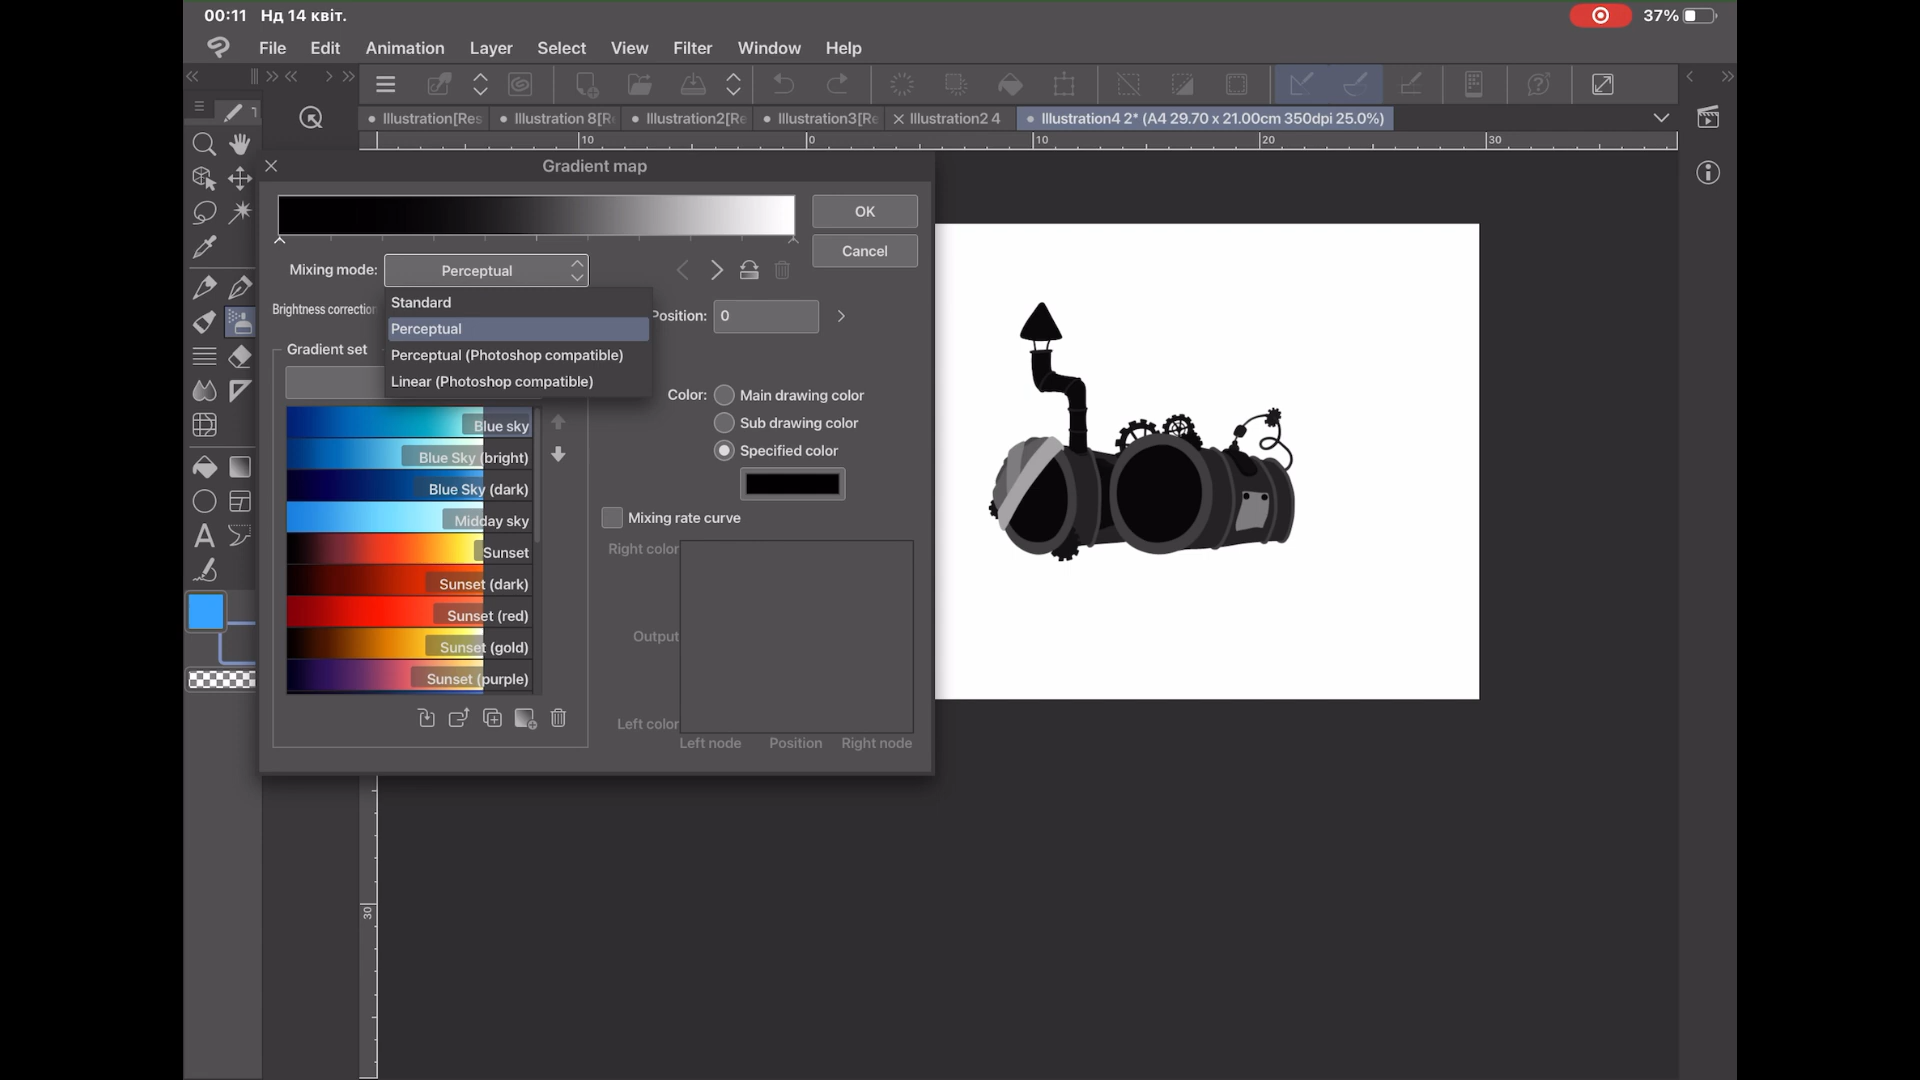 00:11 Нд 14 квіт.
37%
File Edit Animation Layer Select View Filter Window Help
Illustration[Res Illustration 8[R Illustration2[Re Illustration3[Re Illustration2 4 Illustration4 2* (A4 29.70 x 21.00cm 350dpi 25.0%)
10 0 10 20 30
Gradient map
OK
Cancel
Mixing mode: Perceptual
Standard
Perceptual
Perceptual (Photoshop compatible)
Linear (Photoshop compatible)
Brightness correction
Position: 0
Gradient set
Color: Main drawing color
Sub drawing color
Specified color
Blue sky
Blue Sky (bright)
Blue Sky (dark)
Midday sky
Sunset
Sunset (dark)
Sunset (red)
Sunset (gold)
Sunset (purple)
Mixing rate curve
Right color
Output
Left color
Left node Position Right node
30